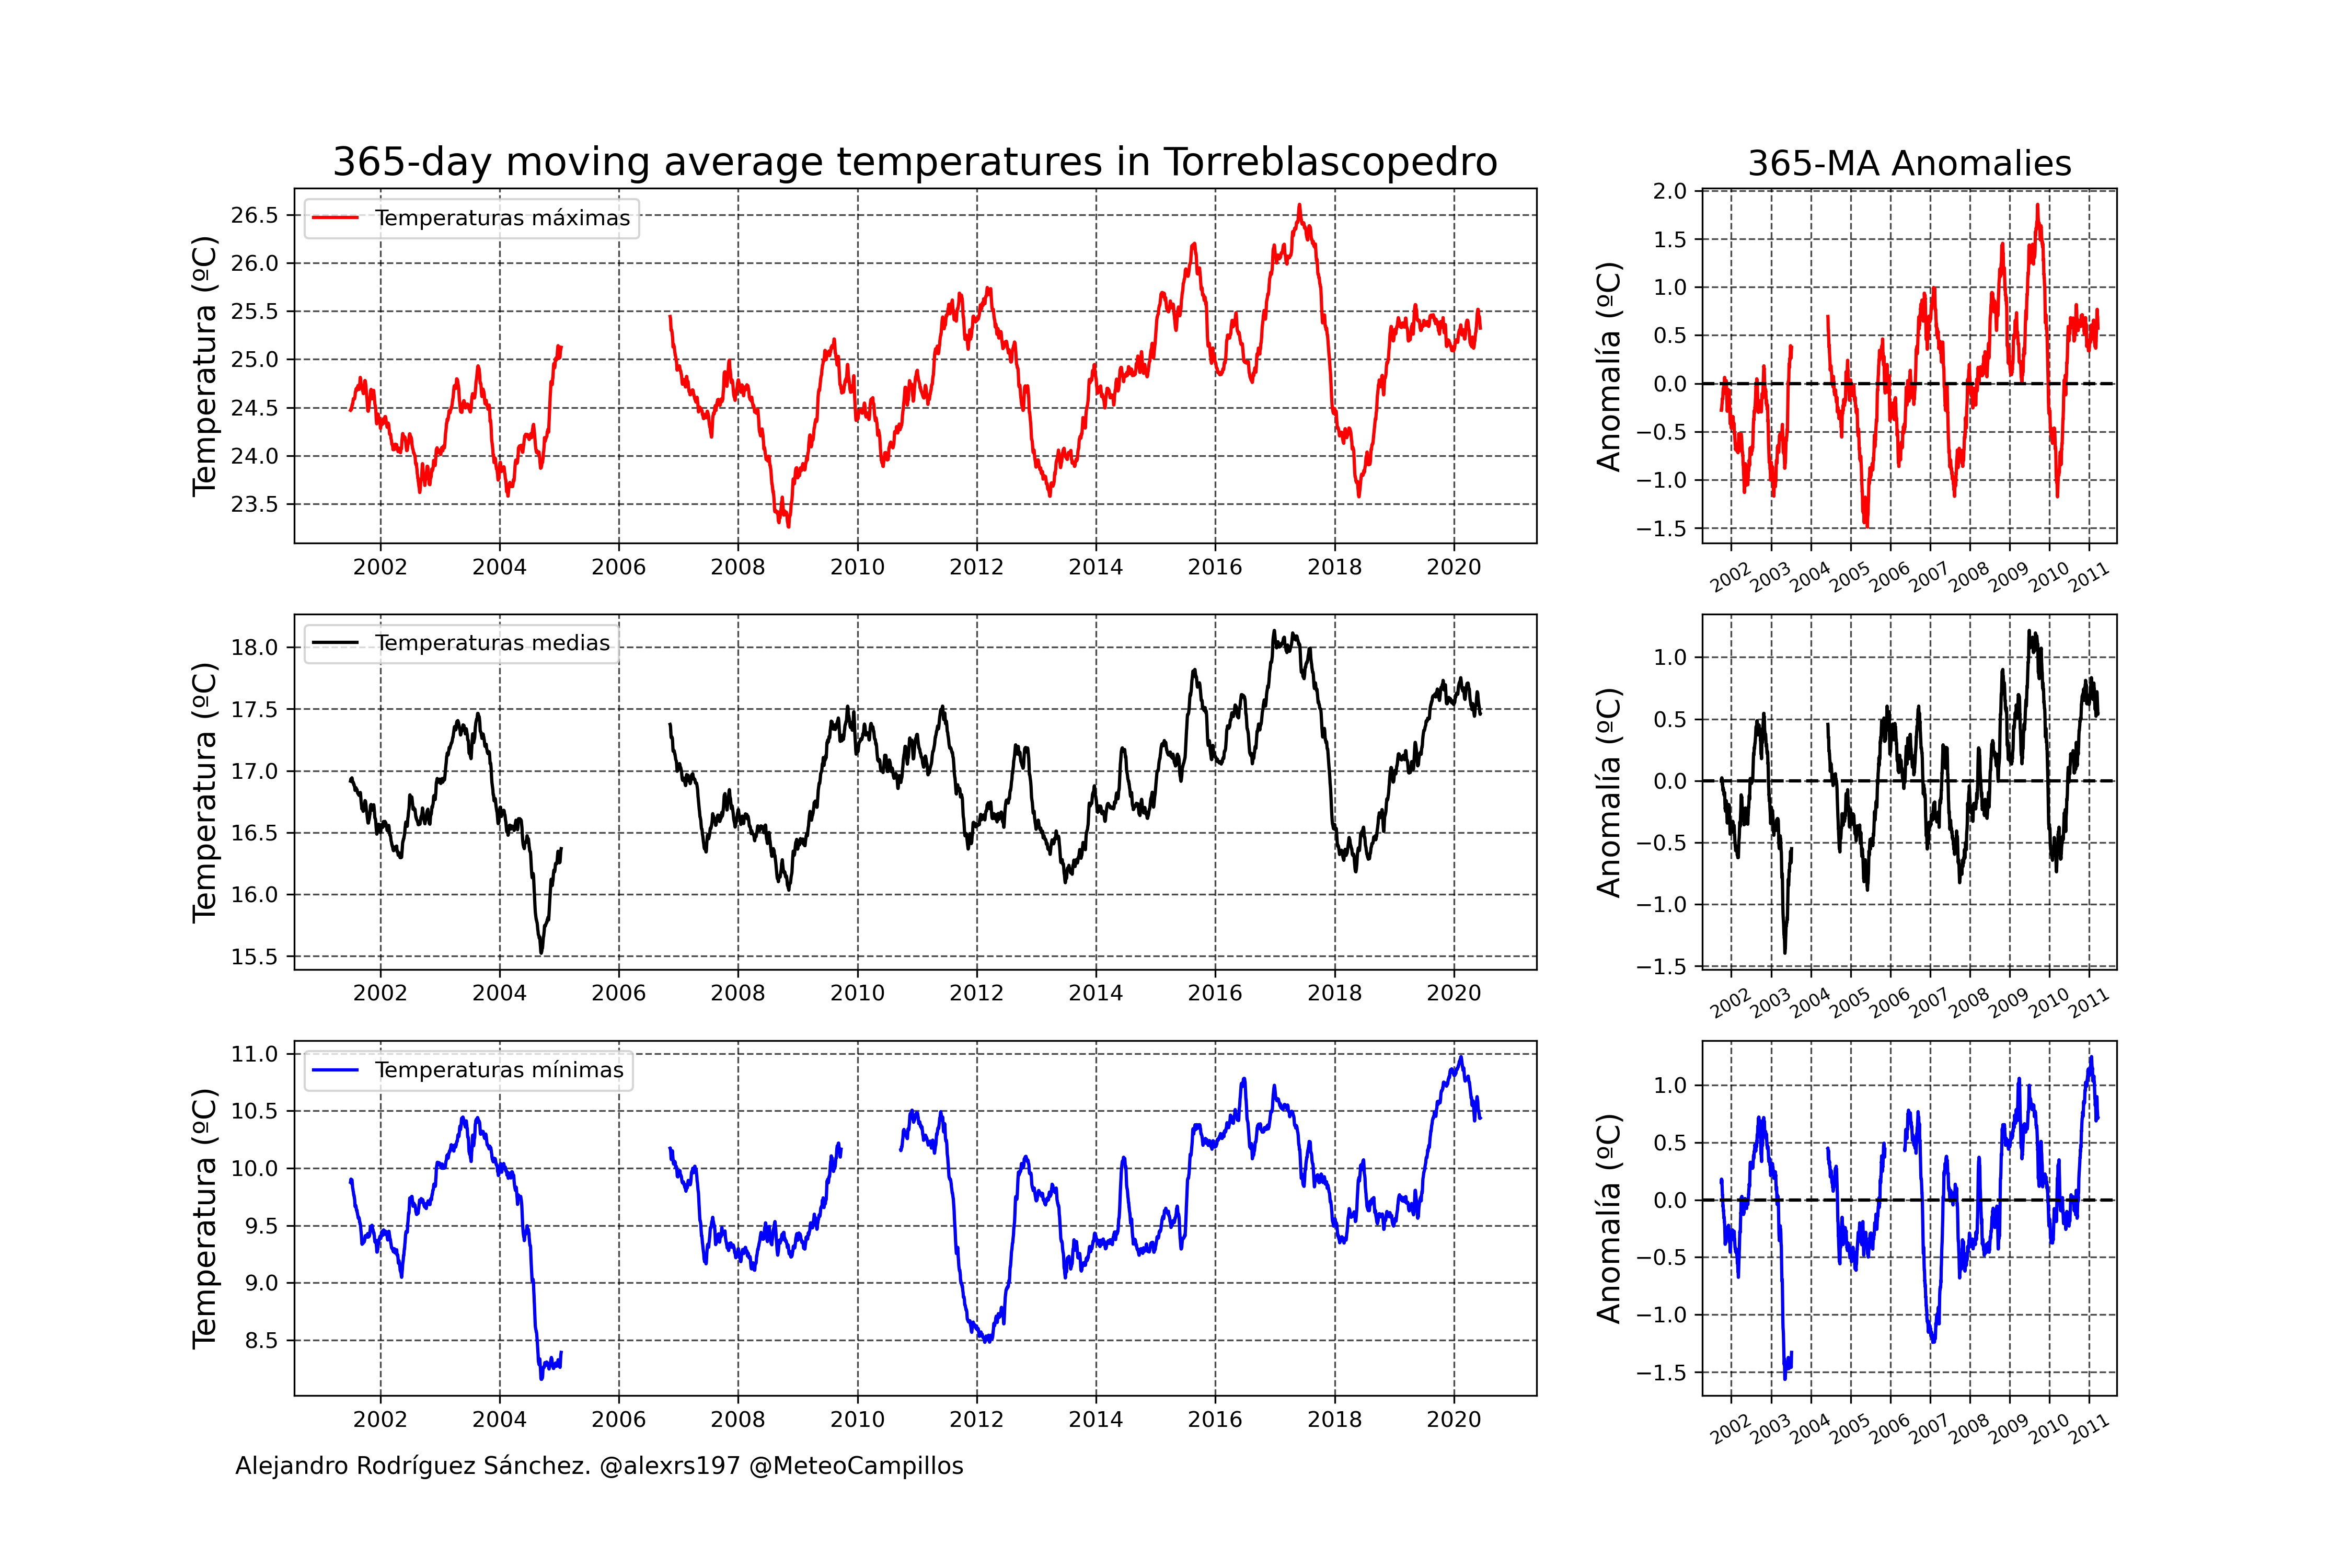 365-day moving average temperatures in Torreblascopedro
Temperatura (ºC)
26.5
26.0
25.5
25.0
24.5
24.0
23.5
Temperaturas máximas
2002 2004 2006 2008 2010 2012 2014 2016 2018 2020
365-MA Anomalies
Anomalía (ºC)
2.0
1.5
1.0
0.5
0.0
−0.5
−1.0
−1.5
2002 2003 2004 2005 2006 2007 2008 2009 2010 2011
Temperatura (ºC)
18.0
17.5
17.0
16.5
16.0
15.5
Temperaturas medias
2002 2004 2006 2008 2010 2012 2014 2016 2018 2020
Anomalía (ºC)
1.0
0.5
0.0
−0.5
−1.0
−1.5
2002 2003 2004 2005 2006 2007 2008 2009 2010 2011
Temperatura (ºC)
11.0
10.5
10.0
9.5
9.0
8.5
Temperaturas mínimas
2002 2004 2006 2008 2010 2012 2014 2016 2018 2020
Anomalía (ºC)
1.0
0.5
0.0
−0.5
−1.0
−1.5
2002 2003 2004 2005 2006 2007 2008 2009 2010 2011
Alejandro Rodríguez Sánchez. @alexrs197 @MeteoCampillos